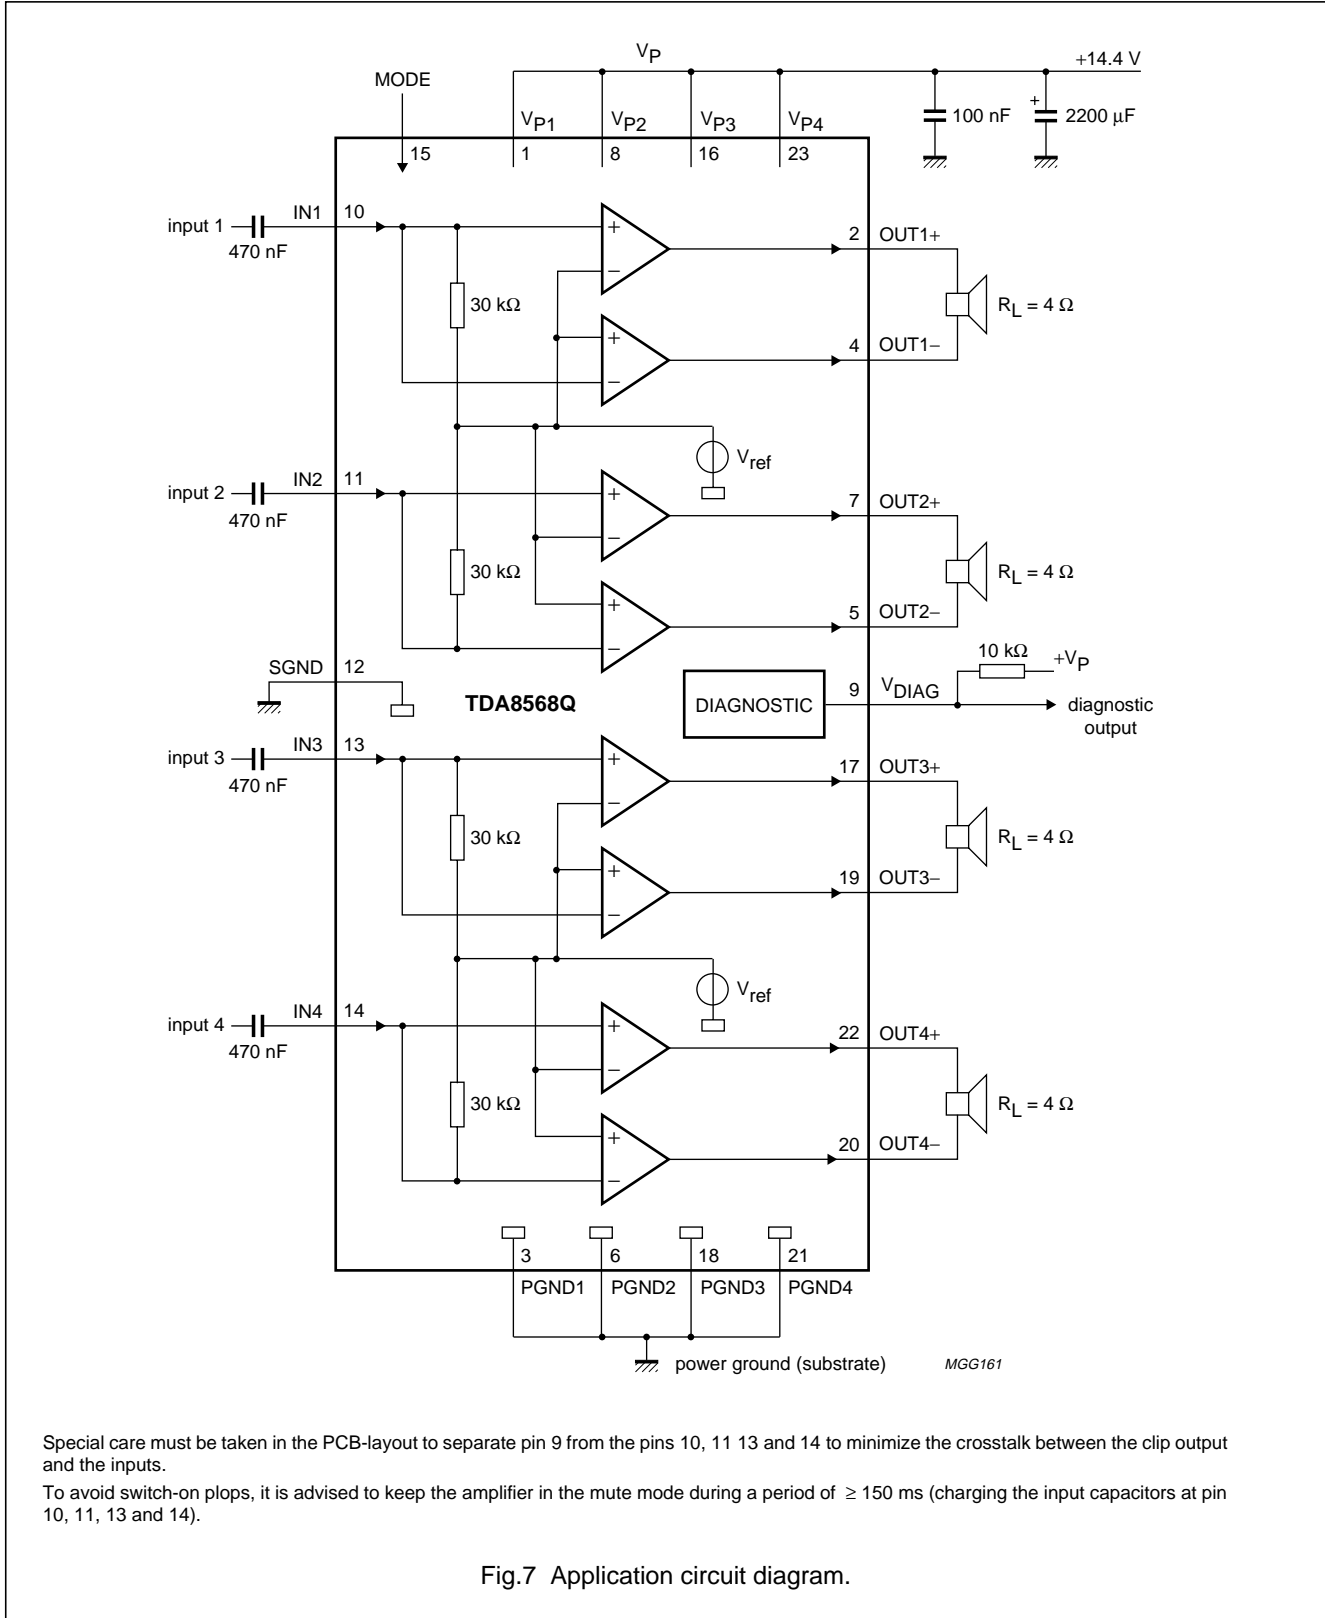 VP
+14.4 V
MODE
VP1 VP2 VP3 VP4
100 nF
+
2200 μF
15 1 8 16 23
input 1
470 nF
IN1 10
+
−
30 kΩ
+
−
2 OUT1+
RL = 4 Ω
4 OUT1−
Vref
input 2
470 nF
IN2 11
+
−
30 kΩ
+
−
7 OUT2+
RL = 4 Ω
5 OUT2−
SGND 12
TDA8568Q
DIAGNOSTIC
9 VDIAG
10 kΩ
+VP
diagnostic
output
input 3
470 nF
IN3 13
+
−
30 kΩ
+
−
17 OUT3+
RL = 4 Ω
19 OUT3−
Vref
input 4
470 nF
IN4 14
+
−
30 kΩ
+
−
22 OUT4+
RL = 4 Ω
20 OUT4−
3 6 18 21
PGND1 PGND2 PGND3 PGND4
power ground (substrate)
MGG161
Special care must be taken in the PCB-layout to separate pin 9 from the pins 10, 11 13 and 14 to minimize the crosstalk between the clip output
and the inputs.
To avoid switch-on plops, it is advised to keep the amplifier in the mute mode during a period of ≥ 150 ms (charging the input capacitors at pin
10, 11, 13 and 14).
Fig.7 Application circuit diagram.